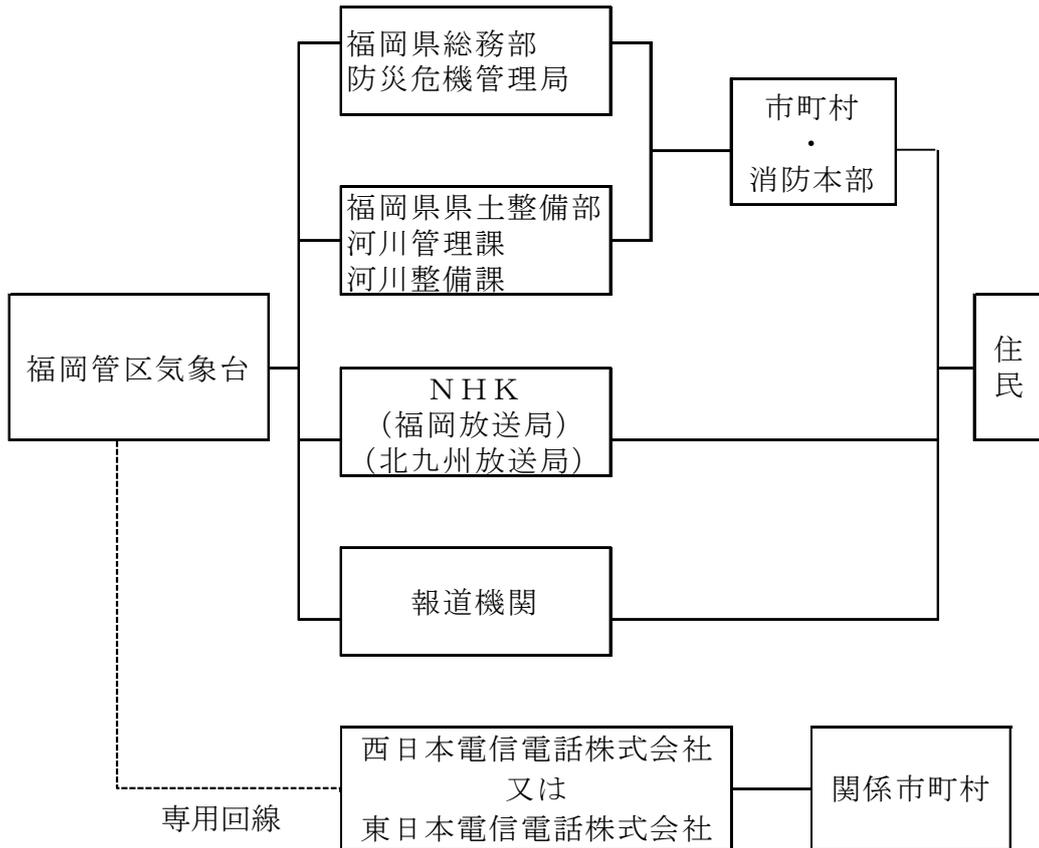 福岡県総務部
防災危機管理局
市町村
・
消防本部
福岡県県土整備部
河川管理課
河川整備課
福岡管区気象台
ＮＨＫ
（福岡放送局）
（北九州放送局）
住
民
報道機関
西日本電信電話株式会社
又は
東日本電信電話株式会社
関係市町村
専用回線